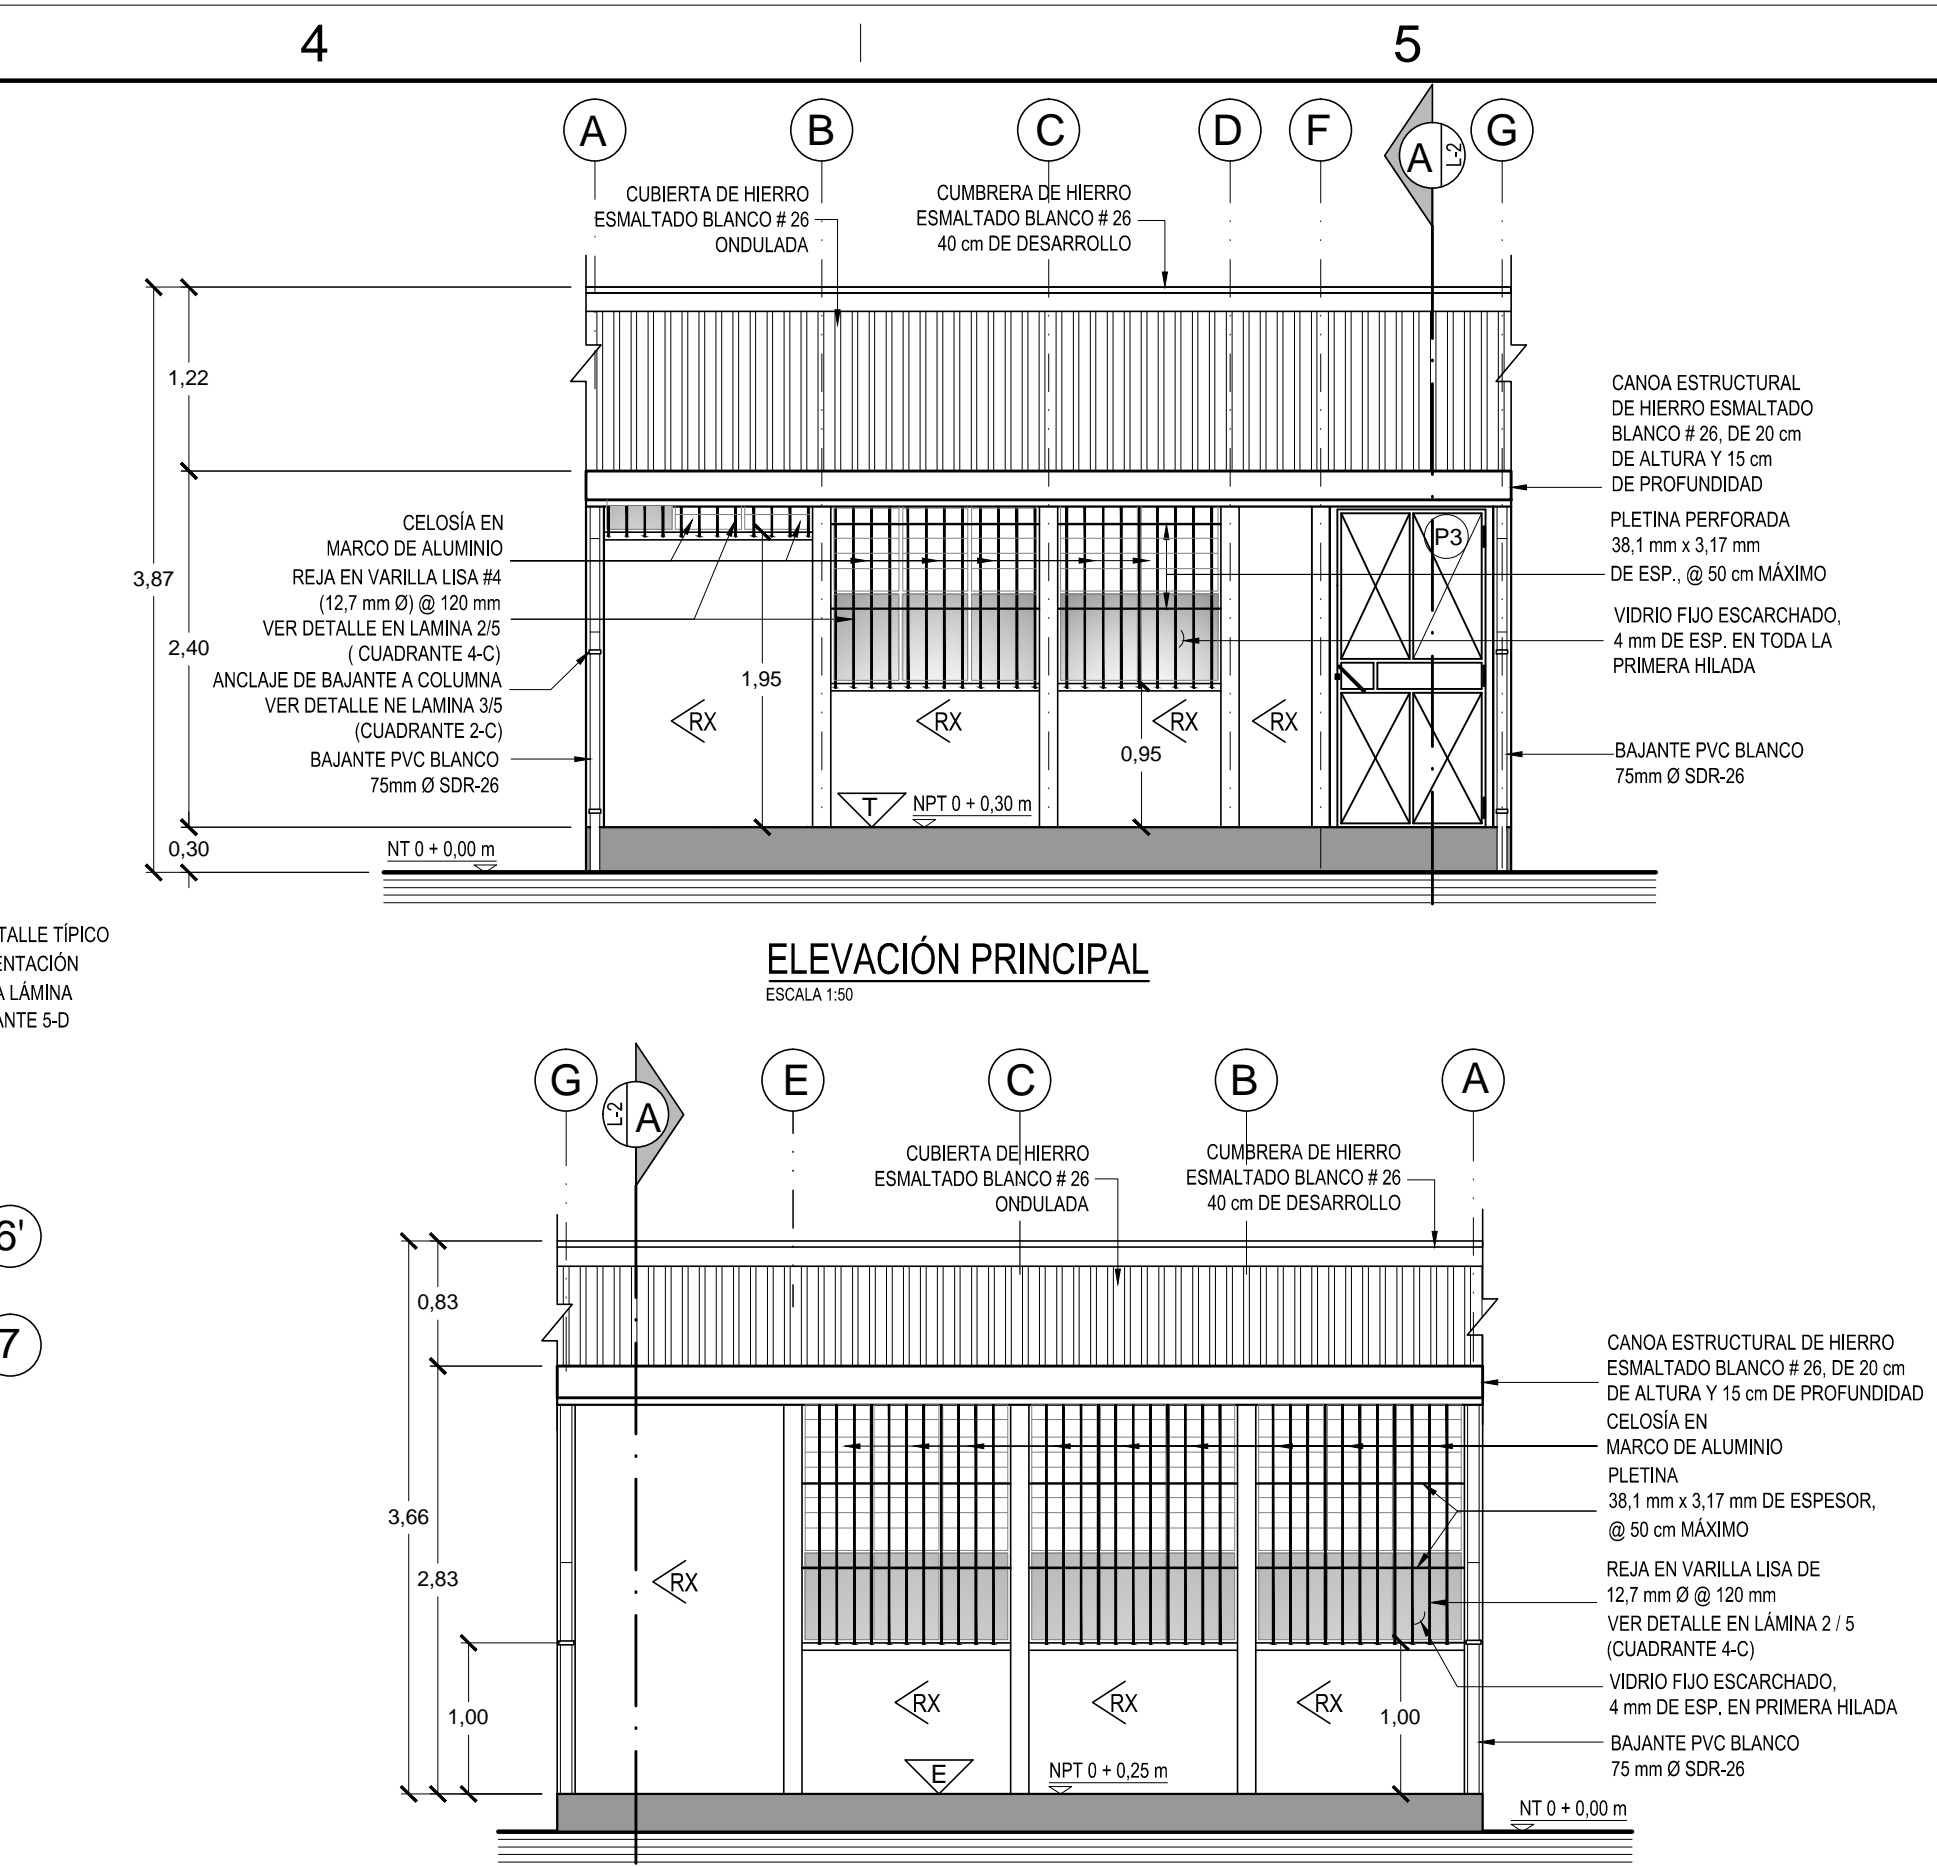 4
5
A
B
C
D
F
A
L-2
G
CUBIERTA DE HIERRO
ESMALTADO BLANCO # 26
ONDULADA
CUMBRERA DE HIERRO
ESMALTADO BLANCO # 26
40 cm DE DESARROLLO
1,22
3,87
2,40
0,30
CELOSÍA EN
MARCO DE ALUMINIO
REJA EN VARILLA LISA #4
(12,7 mm Ø) @ 120 mm
VER DETALLE EN LAMINA 2/5
( CUADRANTE 4-C)
ANCLAJE DE BAJANTE A COLUMNA
VER DETALLE NE LAMINA 3/5
(CUADRANTE 2-C)
BAJANTE PVC BLANCO
75mm Ø SDR-26
NT 0 + 0,00 m
RX
1,95
RX
RX
0,95
RX
P3
T
NPT 0 + 0,30 m
CANOA ESTRUCTURAL
DE HIERRO ESMALTADO
BLANCO # 26, DE 20 cm
DE ALTURA Y 15 cm
DE PROFUNDIDAD
PLETINA PERFORADA
38,1 mm x 3,17 mm
DE ESP., @ 50 cm MÁXIMO
VIDRIO FIJO ESCARCHADO,
4 mm DE ESP. EN TODA LA
PRIMERA HILADA
BAJANTE PVC BLANCO
75mm Ø SDR-26
TALLE TÍPICO
ENTACIÓN
A LÁMINA
ANTE 5-D
ELEVACIÓN PRINCIPAL
ESCALA 1:50
6'
7
G
L-2
A
E
C
B
A
CUBIERTA DE HIERRO
ESMALTADO BLANCO # 26
ONDULADA
CUMBRERA DE HIERRO
ESMALTADO BLANCO # 26
40 cm DE DESARROLLO
0,83
3,66
2,83
1,00
RX
RX
RX
RX
1,00
E
NPT 0 + 0,25 m
NT 0 + 0,00 m
CANOA ESTRUCTURAL DE HIERRO
ESMALTADO BLANCO # 26, DE 20 cm
DE ALTURA Y 15 cm DE PROFUNDIDAD
CELOSÍA EN
MARCO DE ALUMINIO
PLETINA
38,1 mm x 3,17 mm DE ESPESOR,
@ 50 cm MÁXIMO
REJA EN VARILLA LISA DE
12,7 mm Ø @ 120 mm
VER DETALLE EN LÁMINA 2 / 5
(CUADRANTE 4-C)
VIDRIO FIJO ESCARCHADO,
4 mm DE ESP. EN PRIMERA HILADA
BAJANTE PVC BLANCO
75 mm Ø SDR-26